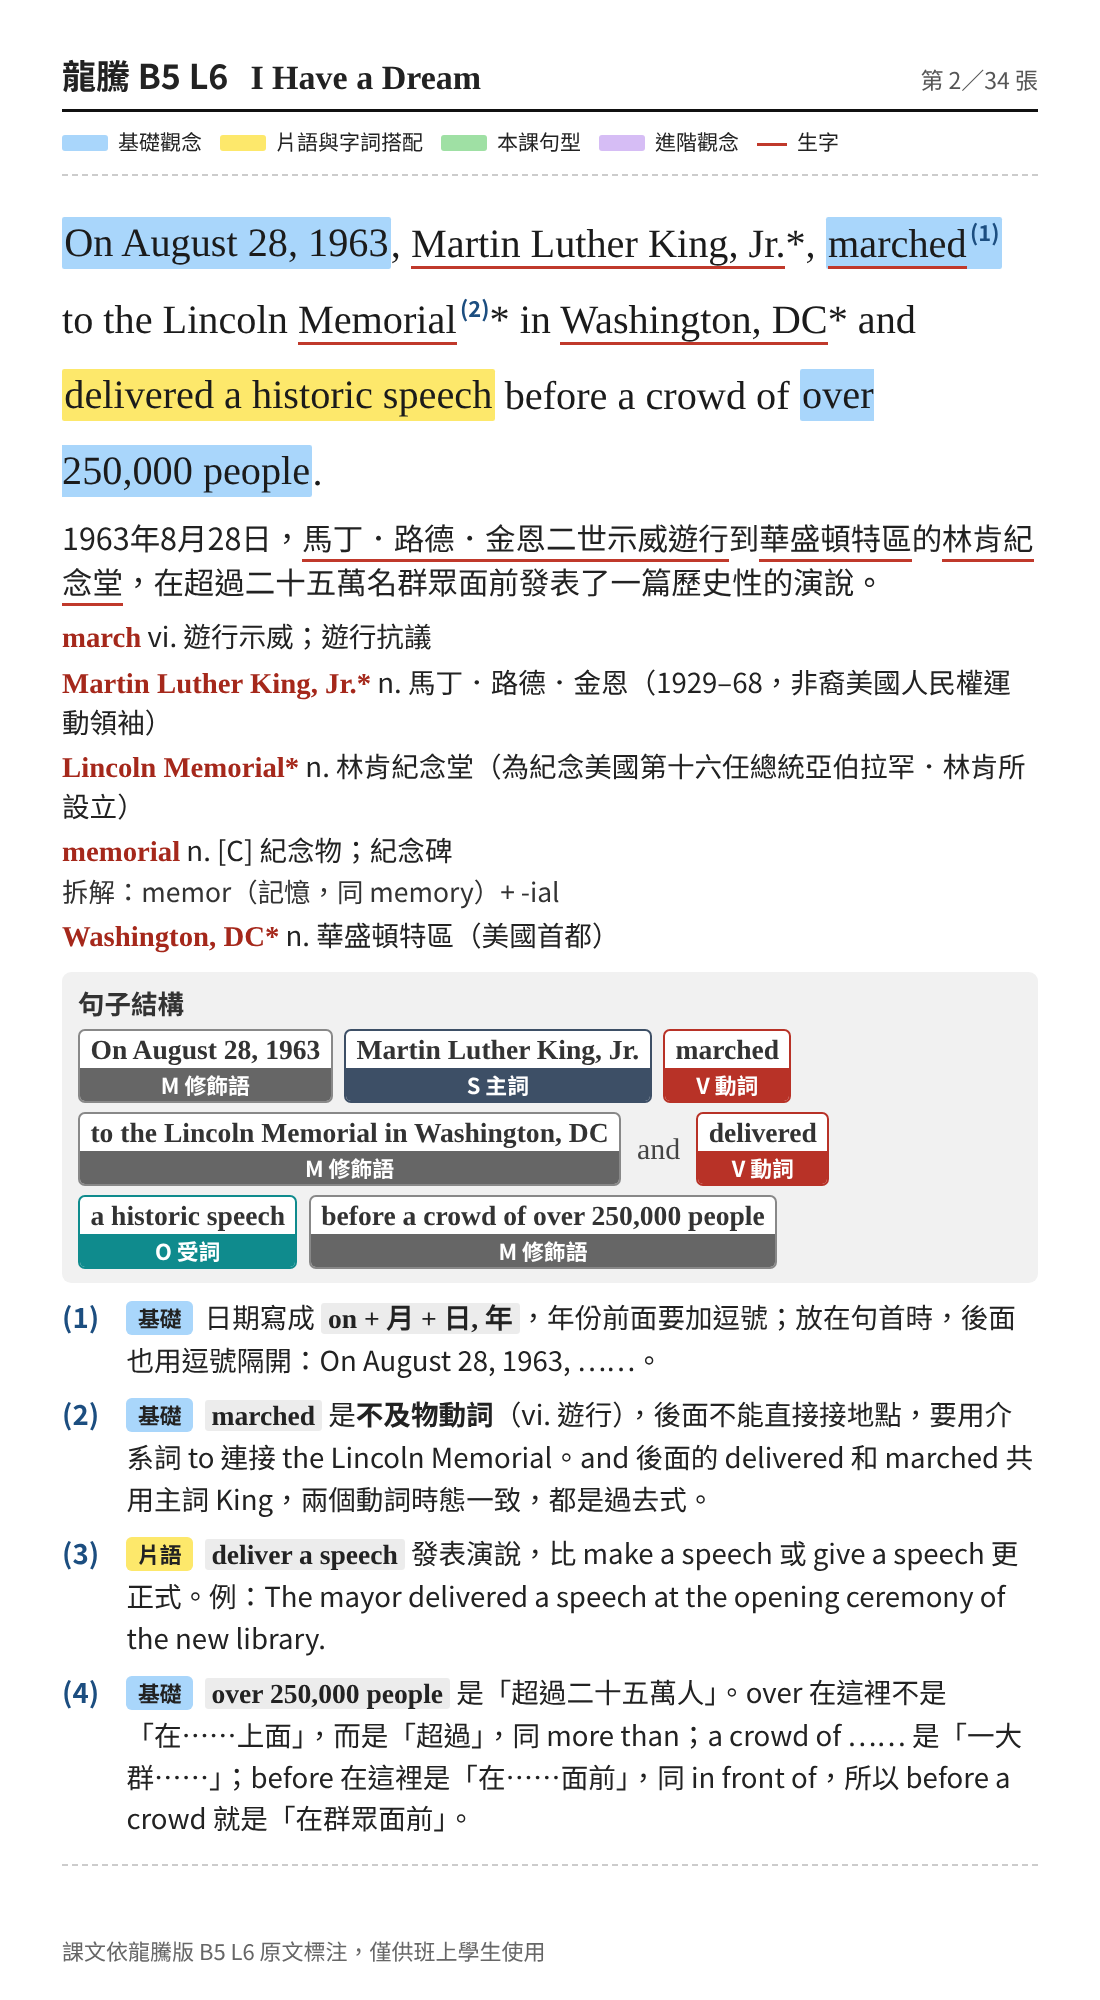 龍騰 B5 L6 I Have a Dream
第 2／34 張
基礎觀念 片語與字詞搭配 本課句型 進階觀念 生字
On August 28, 1963, Martin Luther King, Jr.*, marched(1)
to the Lincoln Memorial(2)* in Washington, DC* and
delivered a historic speech before a crowd of over
250,000 people.
1963年8月28日，馬丁．路德．金恩二世示威遊行到華盛頓特區的林肯紀
念堂，在超過二十五萬名群眾面前發表了一篇歷史性的演說。
march vi. 遊行示威；遊行抗議
Martin Luther King, Jr.* n. 馬丁．路德．金恩（1929–68，非裔美國人民權運
動領袖）
Lincoln Memorial* n. 林肯紀念堂（為紀念美國第十六任總統亞伯拉罕．林肯所
設立）
memorial n. [C] 紀念物；紀念碑
拆解：memor（記憶，同 memory）+ -ial
Washington, DC* n. 華盛頓特區（美國首都）
句子結構
On August 28, 1963 Martin Luther King, Jr. marched
M 修飾語 S 主詞 V 動詞
to the Lincoln Memorial in Washington, DC and delivered
M 修飾語 V 動詞
a historic speech before a crowd of over 250,000 people
O 受詞 M 修飾語
(1) 基礎 日期寫成 on + 月 + 日, 年，年份前面要加逗號；放在句首時，後面
也用逗號隔開：On August 28, 1963, ……。
(2) 基礎 marched 是不及物動詞（vi. 遊行），後面不能直接接地點，要用介
系詞 to 連接 the Lincoln Memorial。and 後面的 delivered 和 marched 共
用主詞 King，兩個動詞時態一致，都是過去式。
(3) 片語 deliver a speech 發表演說，比 make a speech 或 give a speech 更
正式。例：The mayor delivered a speech at the opening ceremony of
the new library.
(4) 基礎 over 250,000 people 是「超過二十五萬人」。over 在這裡不是
「在……上面」，而是「超過」，同 more than；a crowd of …… 是「一大
群……」；before 在這裡是「在……面前」，同 in front of，所以 before a
crowd 就是「在群眾面前」。
課文依龍騰版 B5 L6 原文標注，僅供班上學生使用